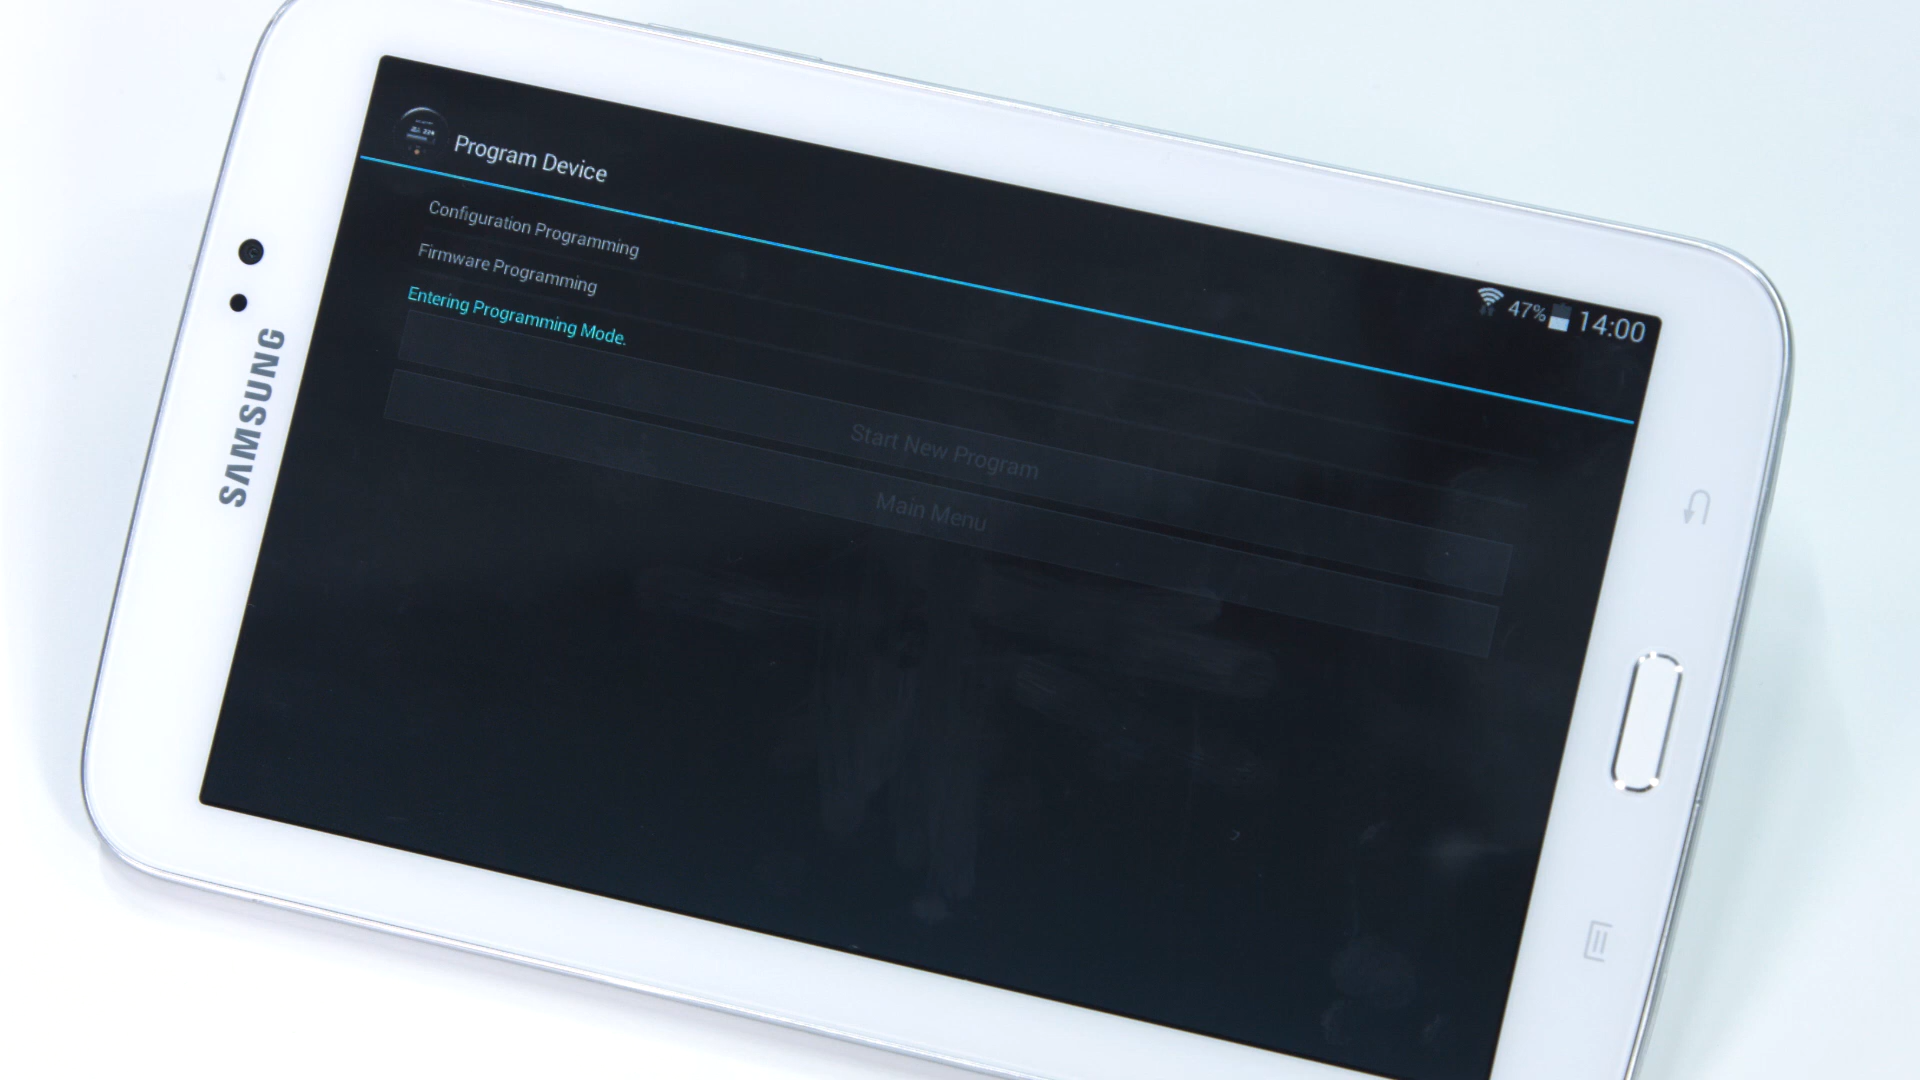 Program Device
47% 14:00
Configuration Programming
Firmware Programming
Entering Programming Mode.
Start New Program
Main Menu
SAMSUNG